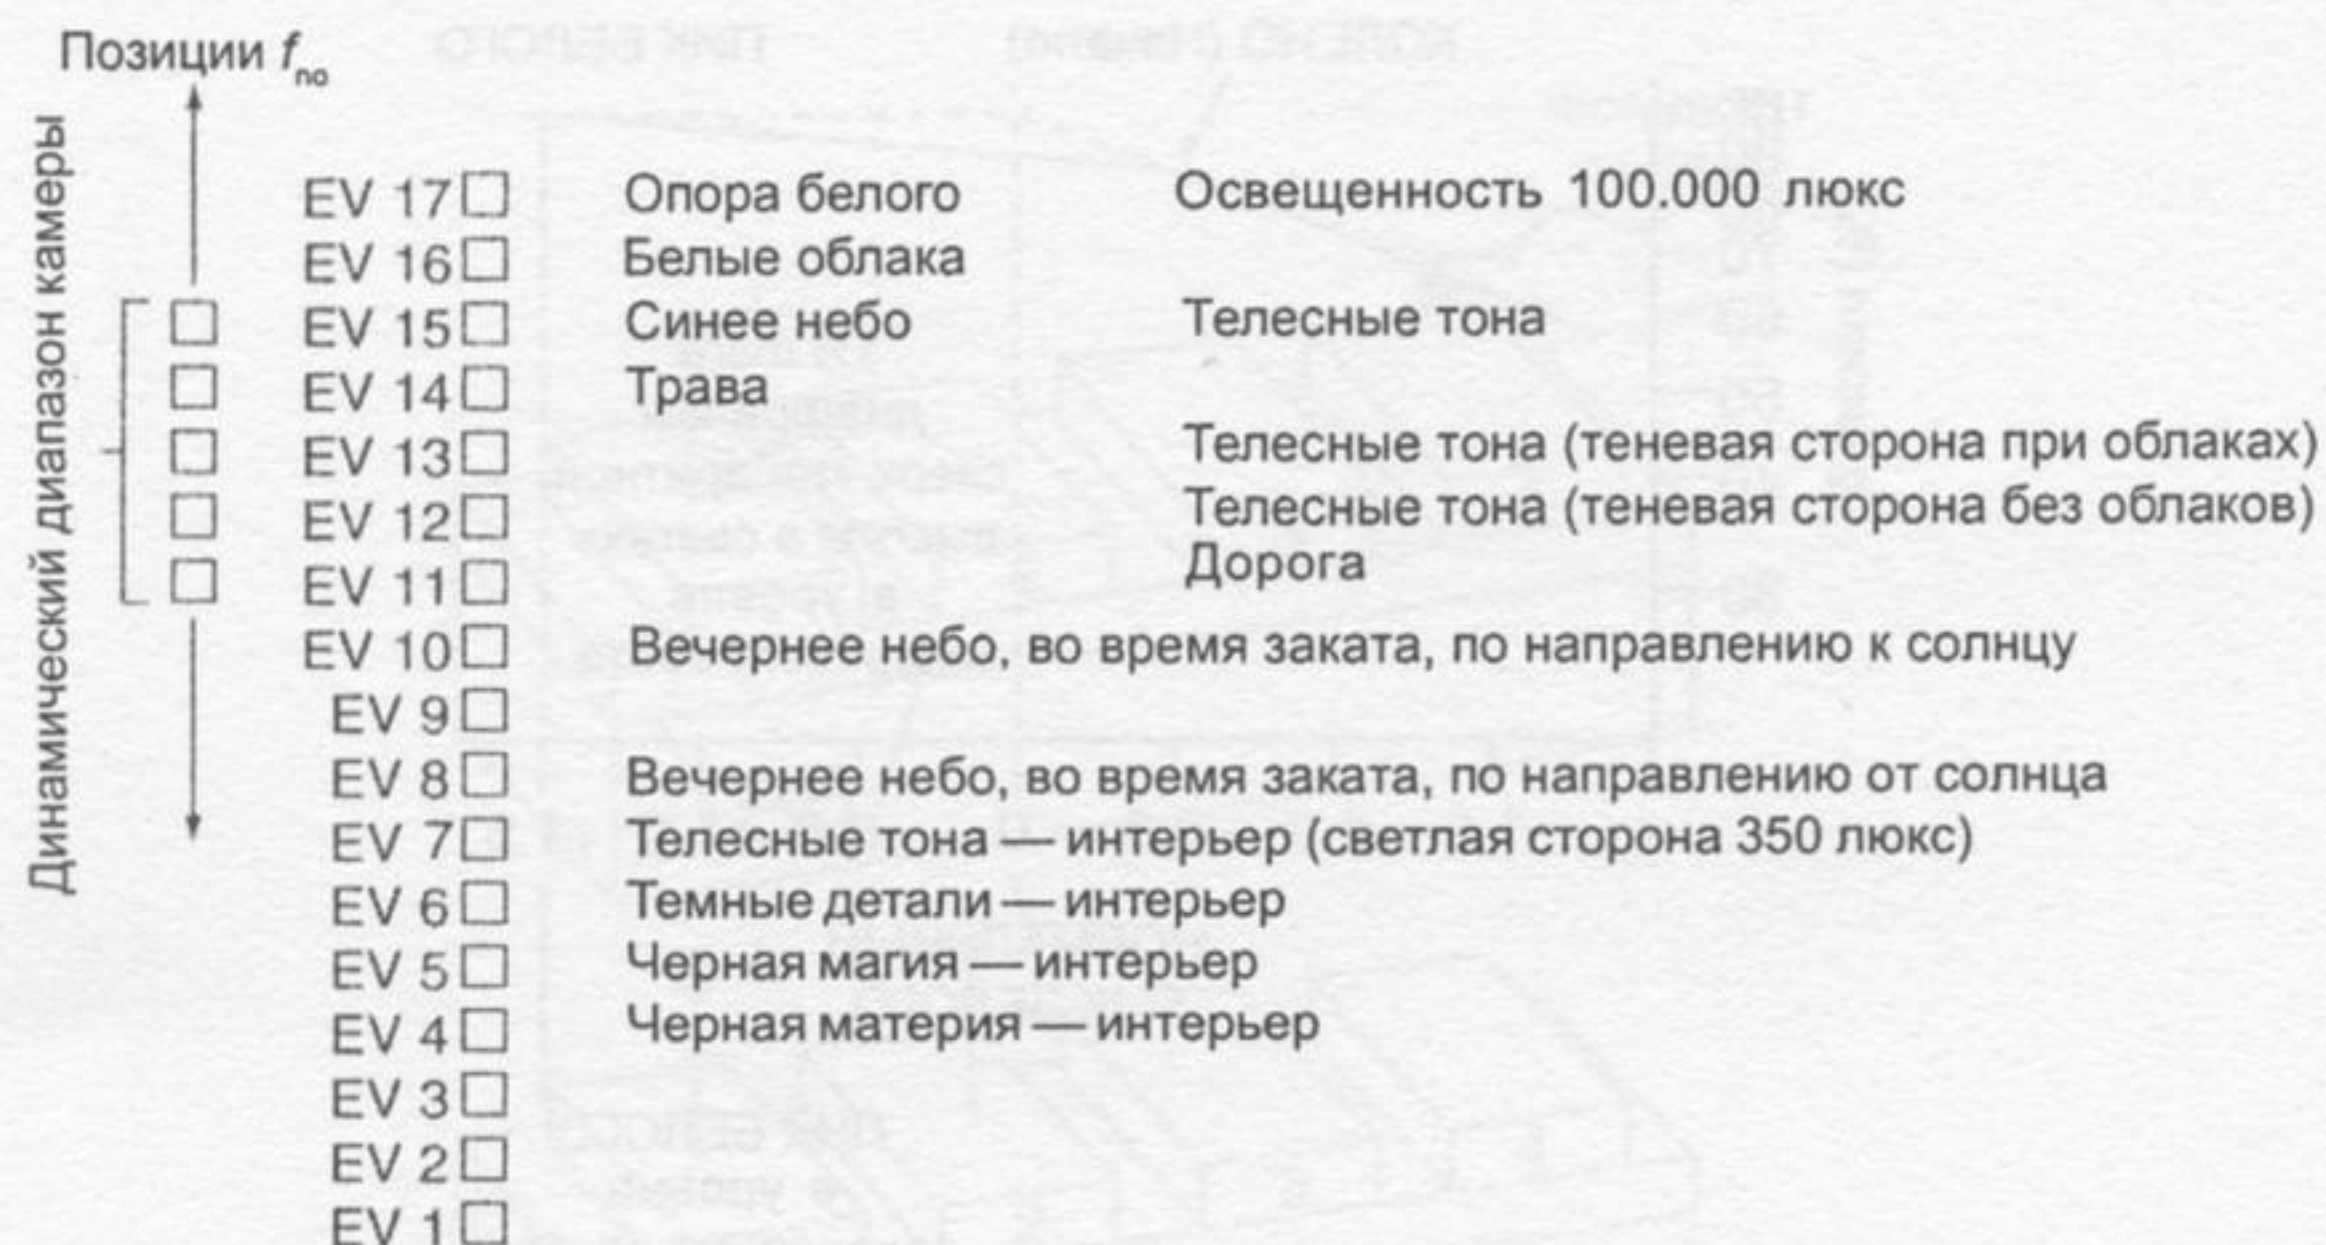 Позиции fno
Динамический диапазон камеры
EV 17 Опора белого Освещенность 100.000 люкс
EV 16 Белые облака
EV 15 Синее небо Телесные тона
EV 14 Трава
EV 13 Телесные тона (теневая сторона при облаках)
EV 12 Телесные тона (теневая сторона без облаков)
EV 11 Дорога
EV 10 Вечернее небо, во время заката, по направлению к солнцу
EV 9
EV 8 Вечернее небо, во время заката, по направлению от солнца
EV 7 Телесные тона — интерьер (светлая сторона 350 люкс)
EV 6 Темные детали — интерьер
EV 5 Черная магия — интерьер
EV 4 Черная материя — интерьер
EV 3
EV 2
EV 1